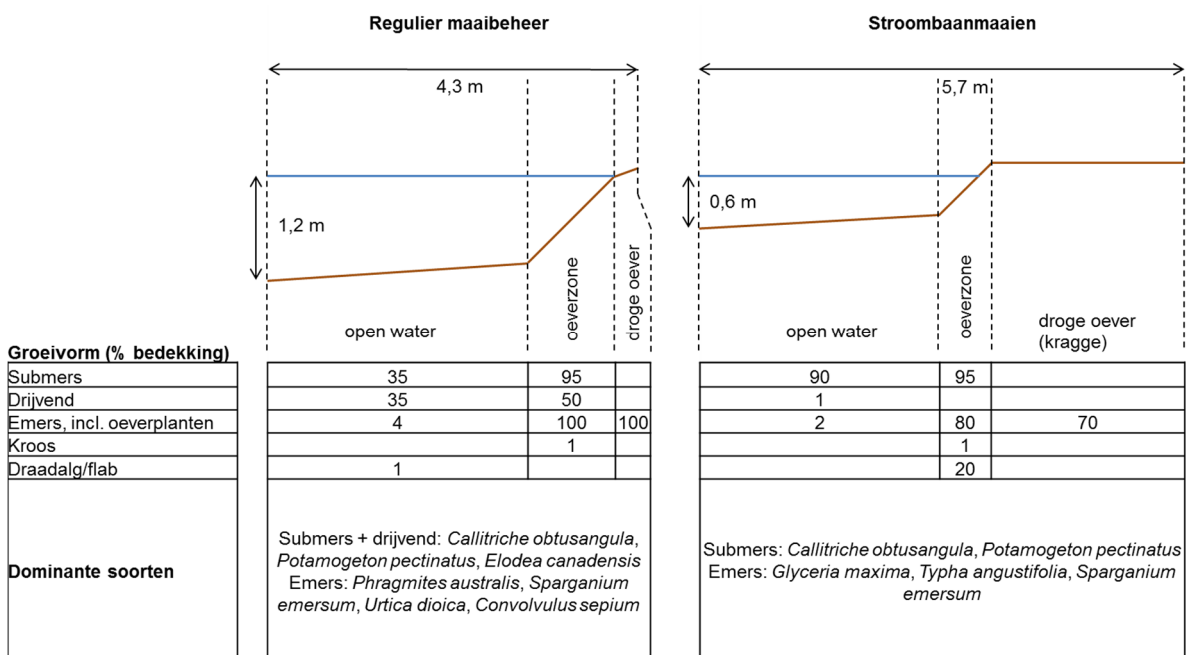 Regulier maaibeheer
Stroombaanmaaien
4,3 m
5,7 m
1,2 m
0,6 m
open water
oeverzone
droge oever
open water
oeverzone
droge oever
(kragge)
Groeivorm (% bedekking)
Submers 35 95 90 95
Drijvend 35 50 1
Emers, incl. oeverplanten 4 100 100 2 80 70
Kroos 1 1
Draadalg/flab 1 20
Dominante soorten
Submers + drijvend: Callitriche obtusangula,
Potamogeton pectinatus, Elodea canadensis
Emers: Phragmites australis, Sparganium
emersum, Urtica dioica, Convolvulus sepium
Submers: Callitriche obtusangula, Potamogeton pectinatus
Emers: Glyceria maxima, Typha angustifolia, Sparganium
emersum